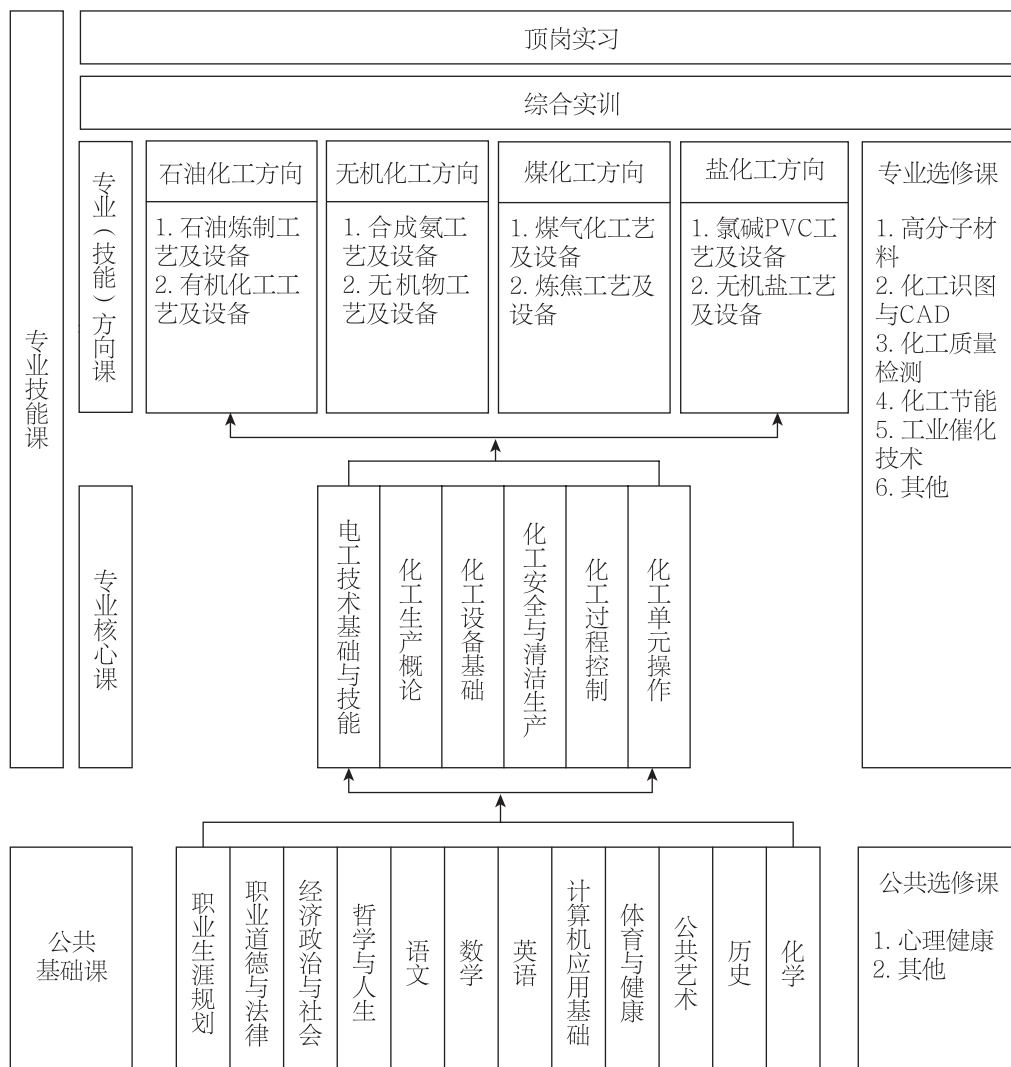 顶岗实习
综合实训
专业技能课
专业（技能）方向课
石油化工方向
1. 石油炼制工
艺及设备
2. 有机化工工
艺及设备
无机化工方向
1. 合成氨工
艺及设备
2. 无机物工
艺及设备
煤化工方向
1. 煤气化工艺
及设备
2. 炼焦工艺及
设备
盐化工方向
1. 氯碱PVC工
艺及设备
2. 无机盐工艺
及设备
专业选修课
1. 高分子材
料
2. 化工识图
与CAD
3. 化工质量
检测
4. 化工节能
5. 工业催化
技术
6. 其他
专业核心课
电工技术基础与技能
化工生产概论
化工设备基础
化工安全与清洁生产
化工过程控制
化工单元操作
公共
基础课
职业生涯规划
职业道德与法律
经济政治与社会
哲学与人生
语文
数学
英语
计算机应用基础
体育与健康
公共艺术
历史
化学
公共选修课
1. 心理健康
2. 其他